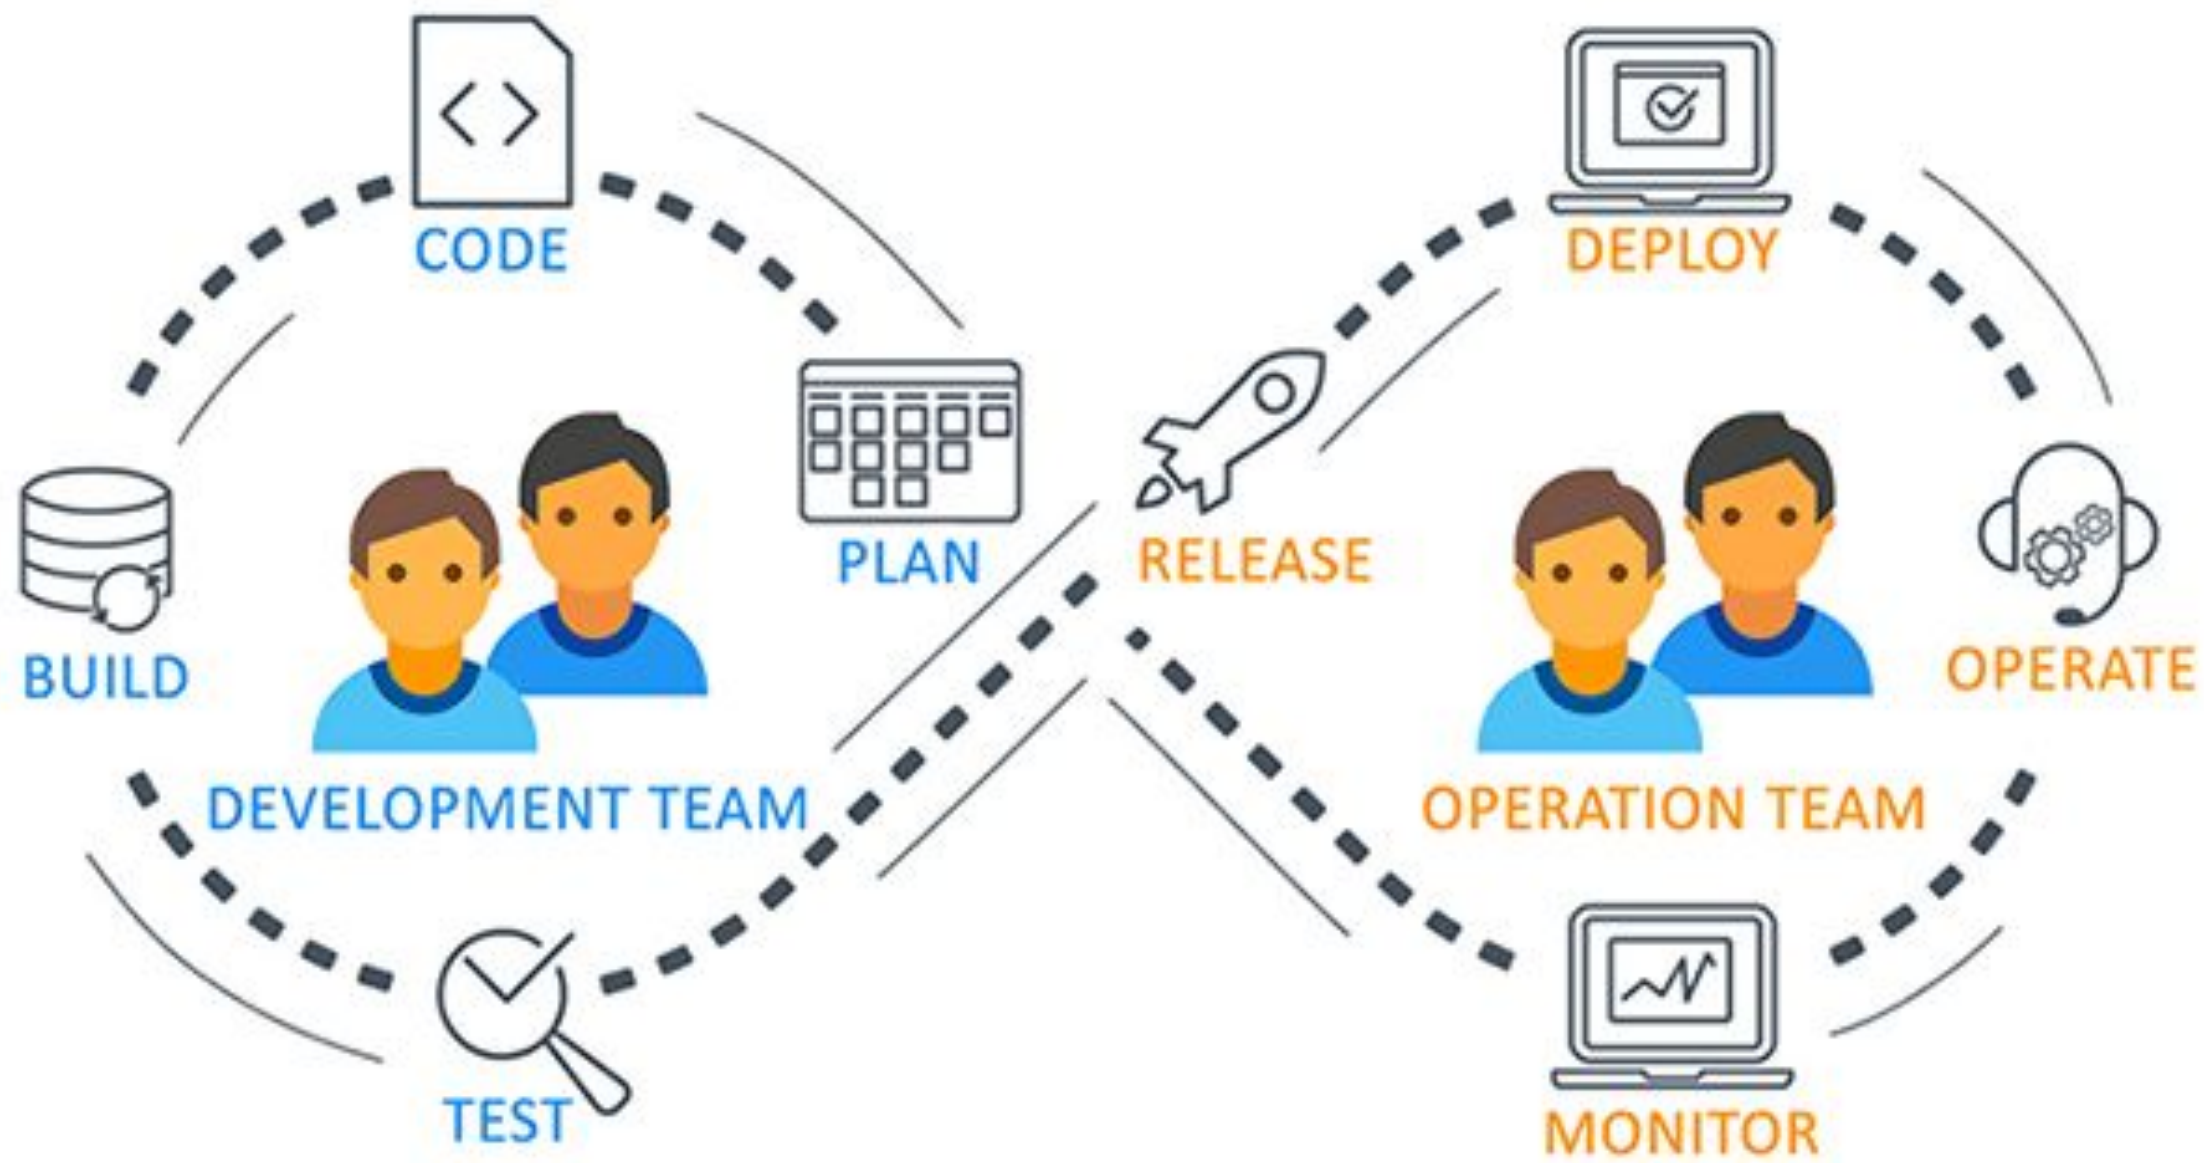 CODE
DEPLOY
PLAN
RELEASE
BUILD
OPERATE
DEVELOPMENT TEAM
OPERATION TEAM
TEST
MONITOR